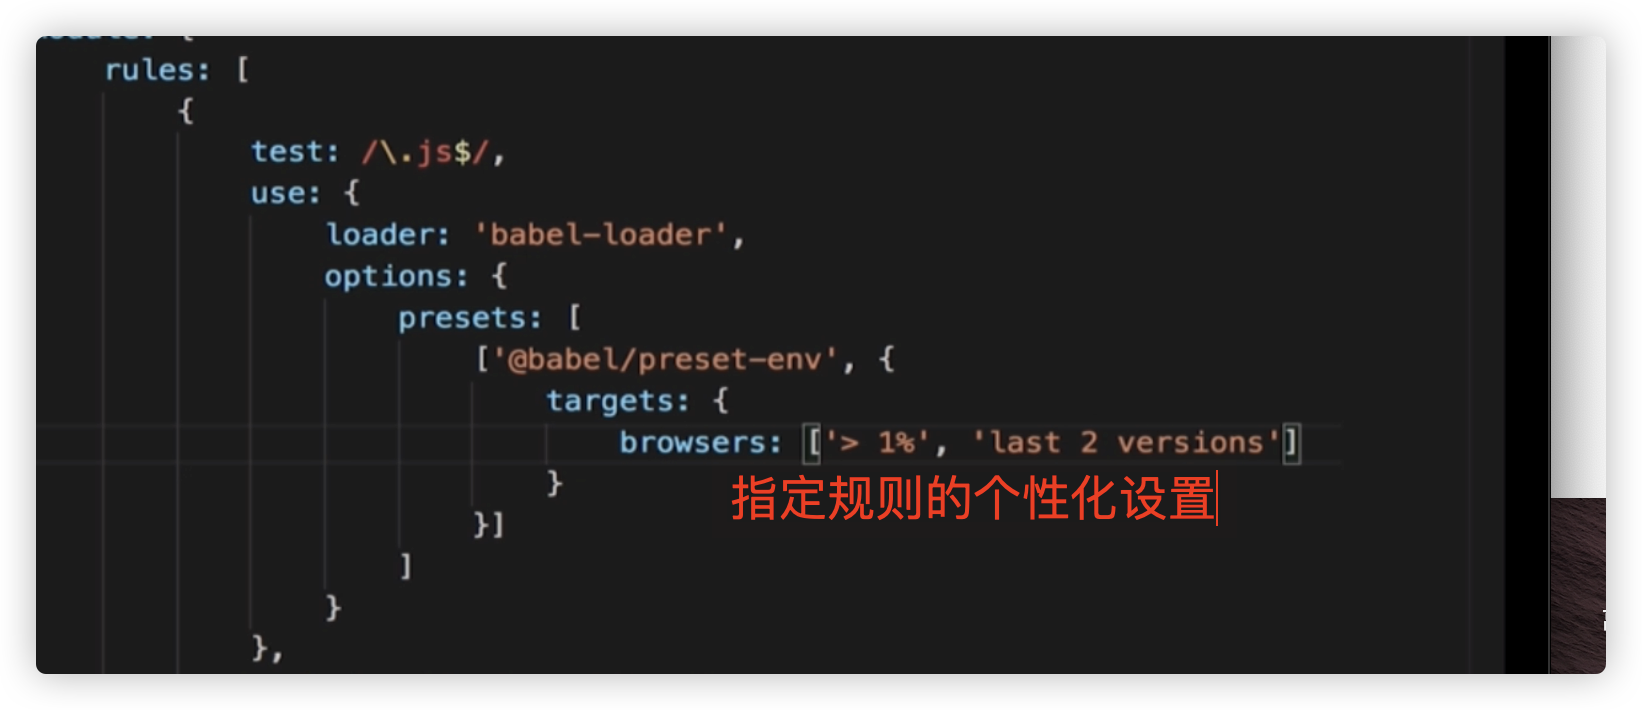 rules: [
{
test: /\.js$/,
use: {
loader: 'babel-loader',
options: {
presets: [
['@babel/preset-env', {
targets: {
browsers: ['> 1%', 'last 2 versions']
}
指定规则的个性化设置
}]
]
}
},